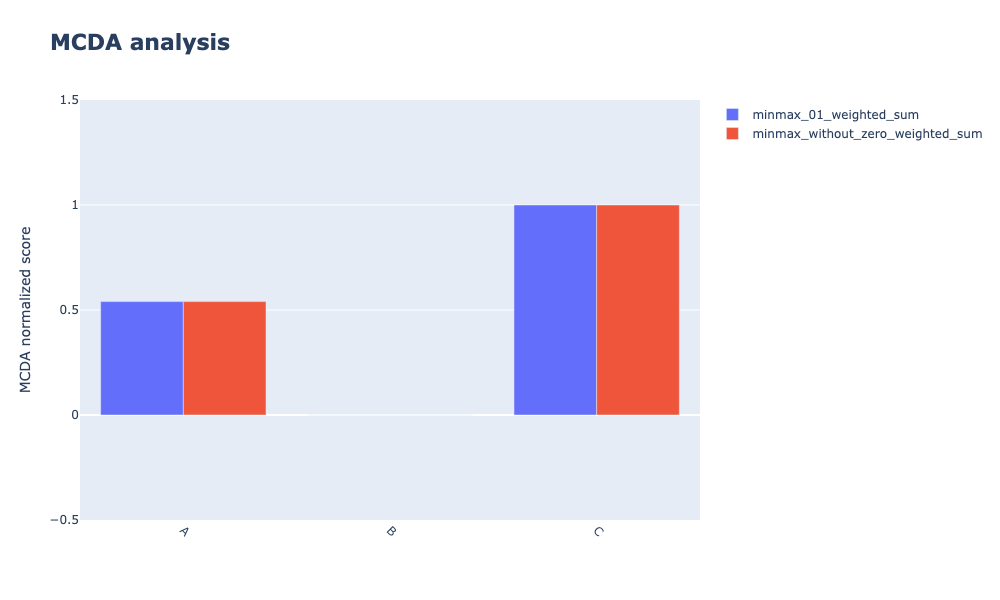 MCDA analysis
1.5
1
0.5
0
−0.5
MCDA normalized score
A
B
C
minmax_01_weighted_sum
minmax_without_zero_weighted_sum